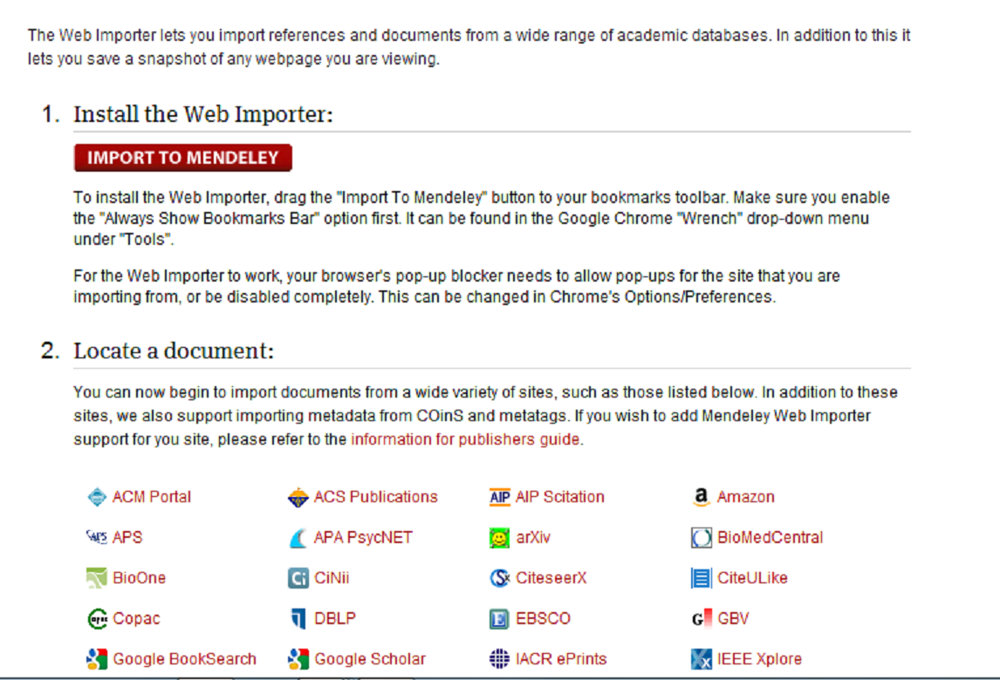 The Web Importer lets you import references and documents from a wide range of academic databases. In addition to this it
lets you save a snapshot of any webpage you are viewing.
1. Install the Web Importer:
IMPORT TO MENDELEY
To install the Web Importer, drag the "Import To Mendeley" button to your bookmarks toolbar. Make sure you enable
the "Always Show Bookmarks Bar" option first. It can be found in the Google Chrome "Wrench" drop-down menu
under "Tools".
For the Web Importer to work, your browser's pop-up blocker needs to allow pop-ups for the site that you are
importing from, or be disabled completely. This can be changed in Chrome's Options/Preferences.
2. Locate a document:
You can now begin to import documents from a wide variety of sites, such as those listed below. In addition to these
sites, we also support importing metadata from COinS and metatags. If you wish to add Mendeley Web Importer
support for you site, please refer to the information for publishers guide.
ACM Portal ACS Publications AIP AIP Scitation a Amazon
APS APS APA PsycNET arXiv BioMedCentral
BioOne Ci CiNii Sx CiteseerX CiteULike
Copac DBLP E EBSCO G GBV
Google BookSearch Google Scholar IACR ePrints X IEEE Xplore